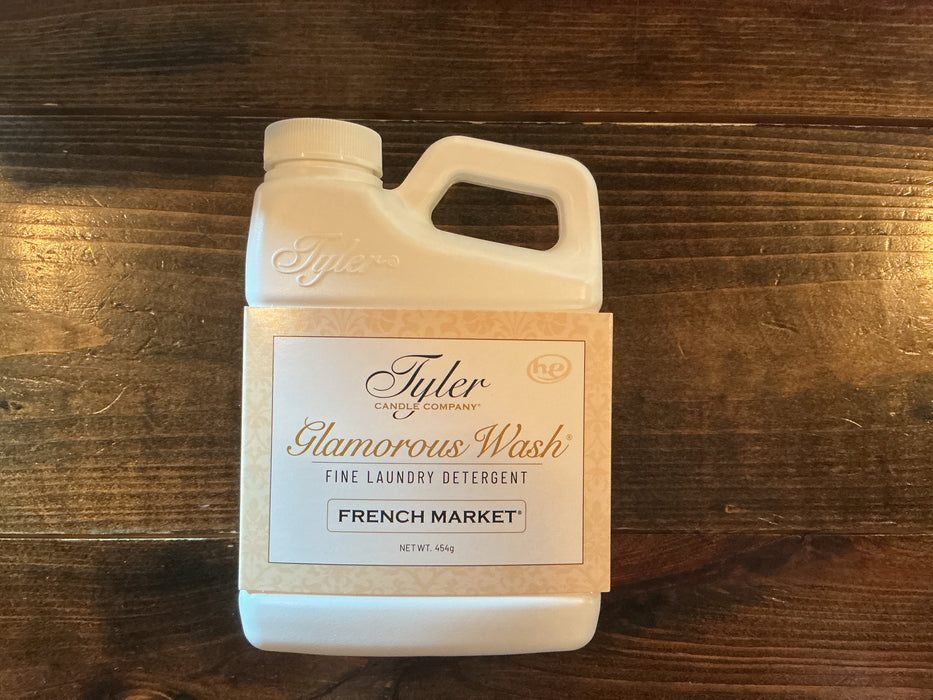 Tyler
he
Tyler
CANDLE COMPANY®
Glamorous Wash®
FINE LAUNDRY DETERGENT
FRENCH MARKET®
NET WT. 454g